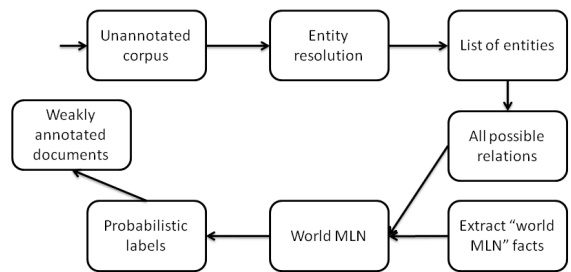 Unannotated
corpus
Entity
resolution
List of entities
All possible
relations
Extract “world
MLN” facts
World MLN
Probabilistic
labels
Weakly
annotated
documents